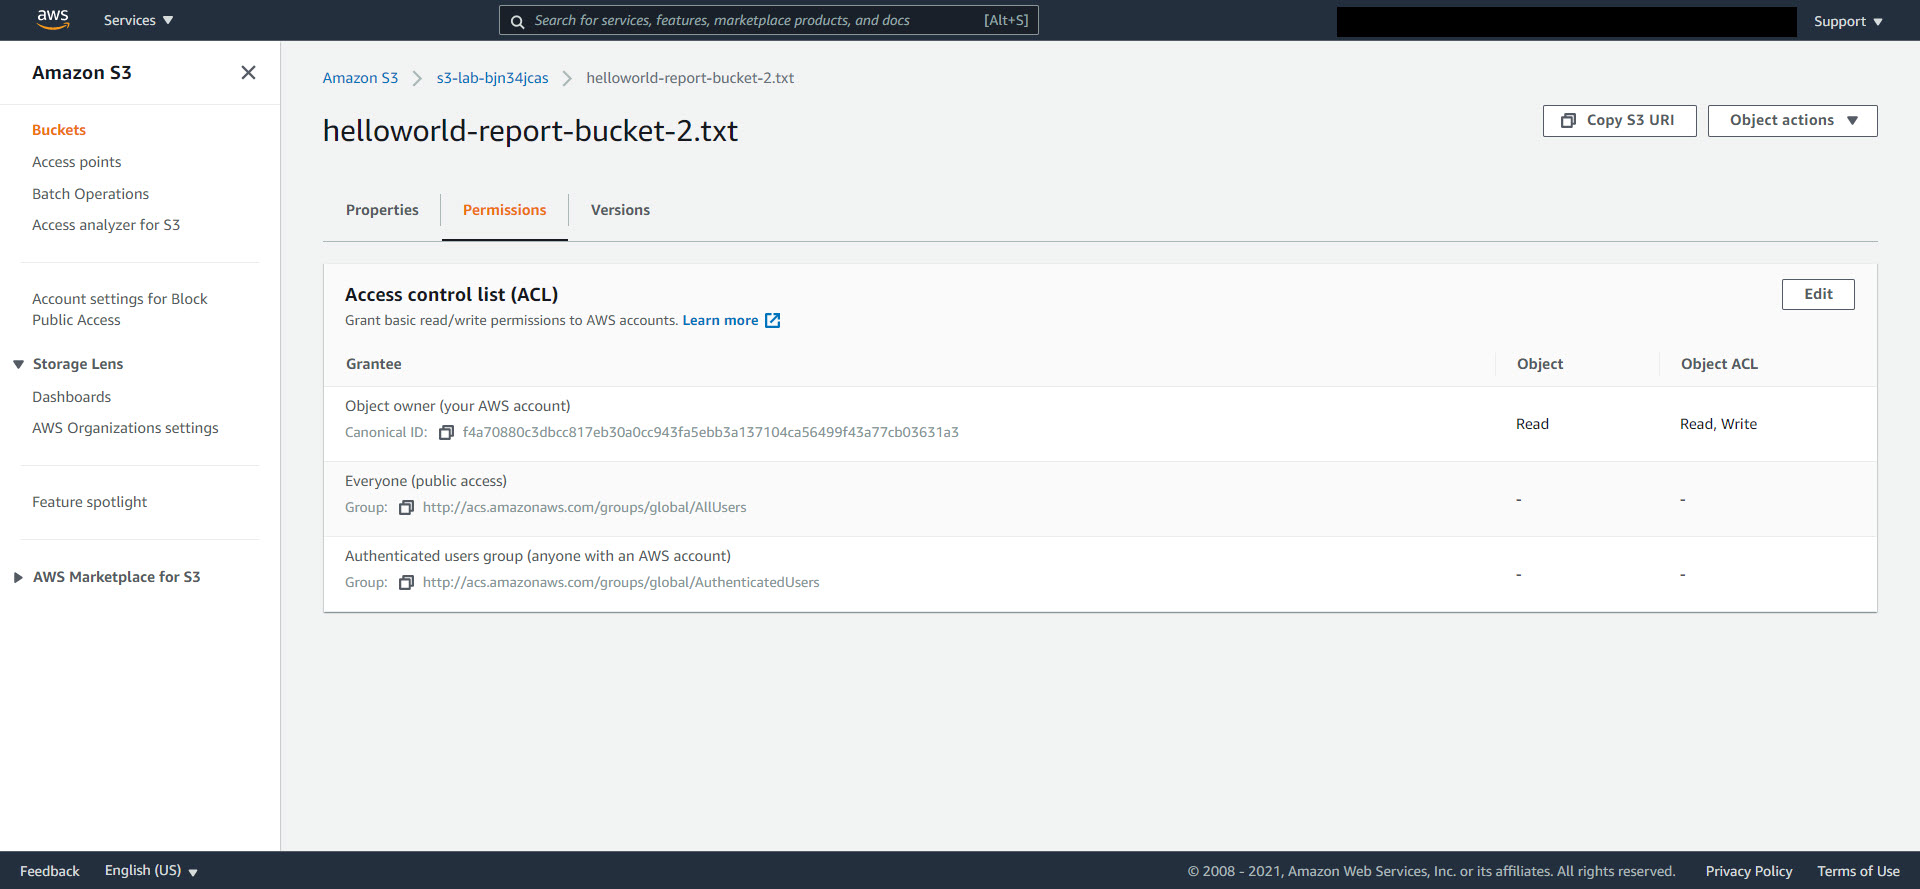 aws
Services
Search for services, features, marketplace products, and docs [Alt+S]
Support
Amazon S3
Buckets
Access points
Batch Operations
Access analyzer for S3
Account settings for Block
Public Access
Storage Lens
Dashboards
AWS Organizations settings
Feature spotlight
AWS Marketplace for S3
Amazon S3 s3-lab-bjn34jcas helloworld-report-bucket-2.txt
helloworld-report-bucket-2.txt
Copy S3 URI
Object actions
Properties
Permissions
Versions
Access control list (ACL)
Grant basic read/write permissions to AWS accounts. Learn more
Edit
Grantee Object Object ACL
Object owner (your AWS account)
Canonical ID: f4a70880c3dbcc817eb30a0cc943fa5ebb3a137104ca56499f43a77cb03631a3
Read Read, Write
Everyone (public access)
Group: http://acs.amazonaws.com/groups/global/AllUsers
- -
Authenticated users group (anyone with an AWS account)
Group: http://acs.amazonaws.com/groups/global/AuthenticatedUsers
- -
Feedback English (US)
© 2008 - 2021, Amazon Web Services, Inc. or its affiliates. All rights reserved. Privacy Policy Terms of Use